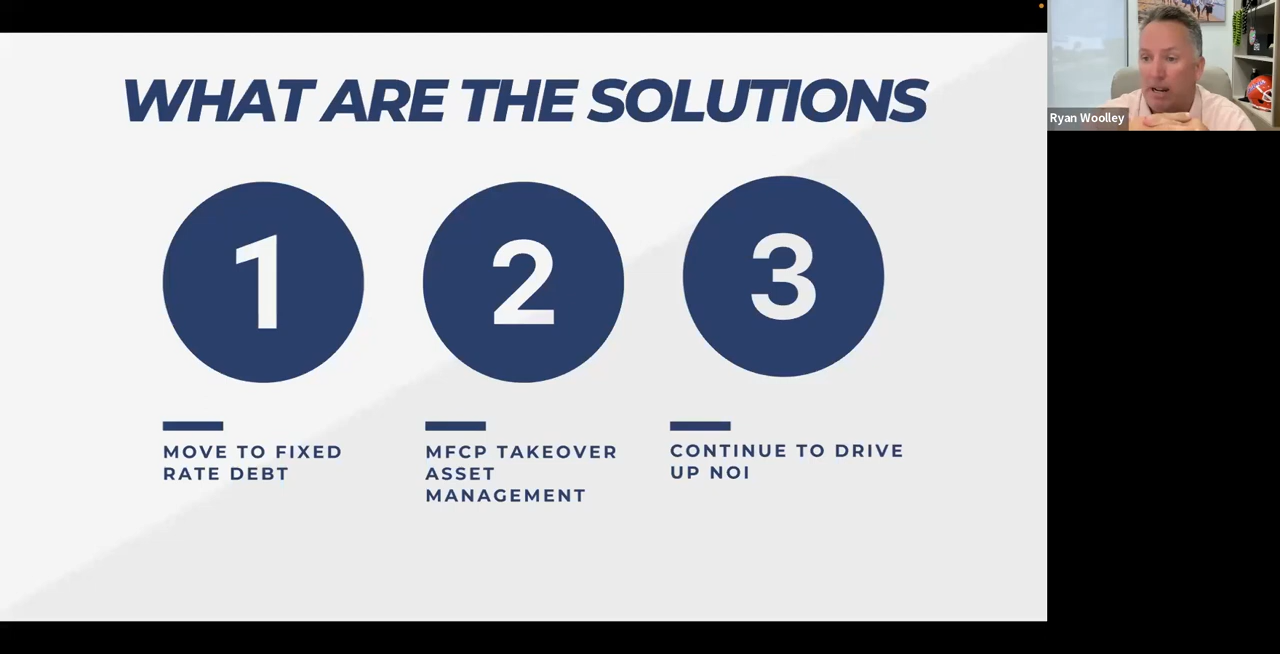 WHAT ARE THE SOLUTIONS
1
2
3
MOVE TO FIXED
RATE DEBT
MFCP TAKEOVER
ASSET
MANAGEMENT
CONTINUE TO DRIVE
UP NOI
Ryan Woolley